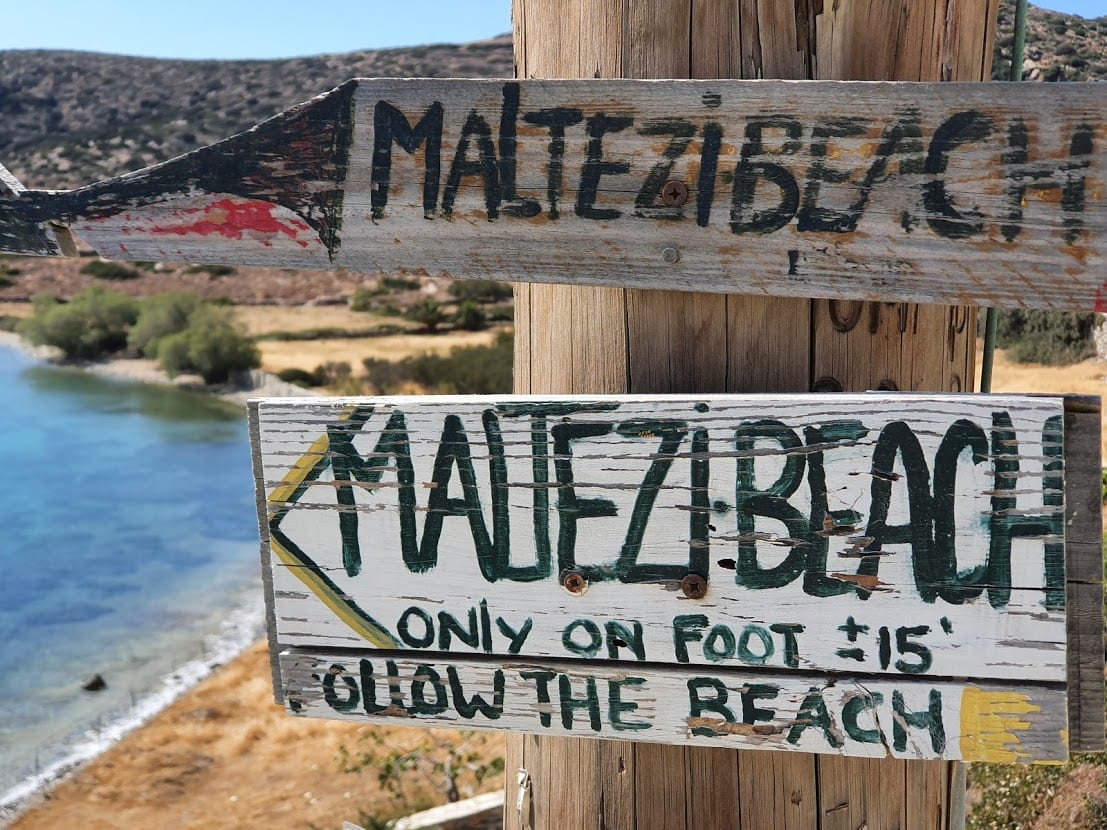 MALTEZI BEACH
MALTEZI BEACH
ONlY ON FOOT ±15'
FOLLOW THE BEACH